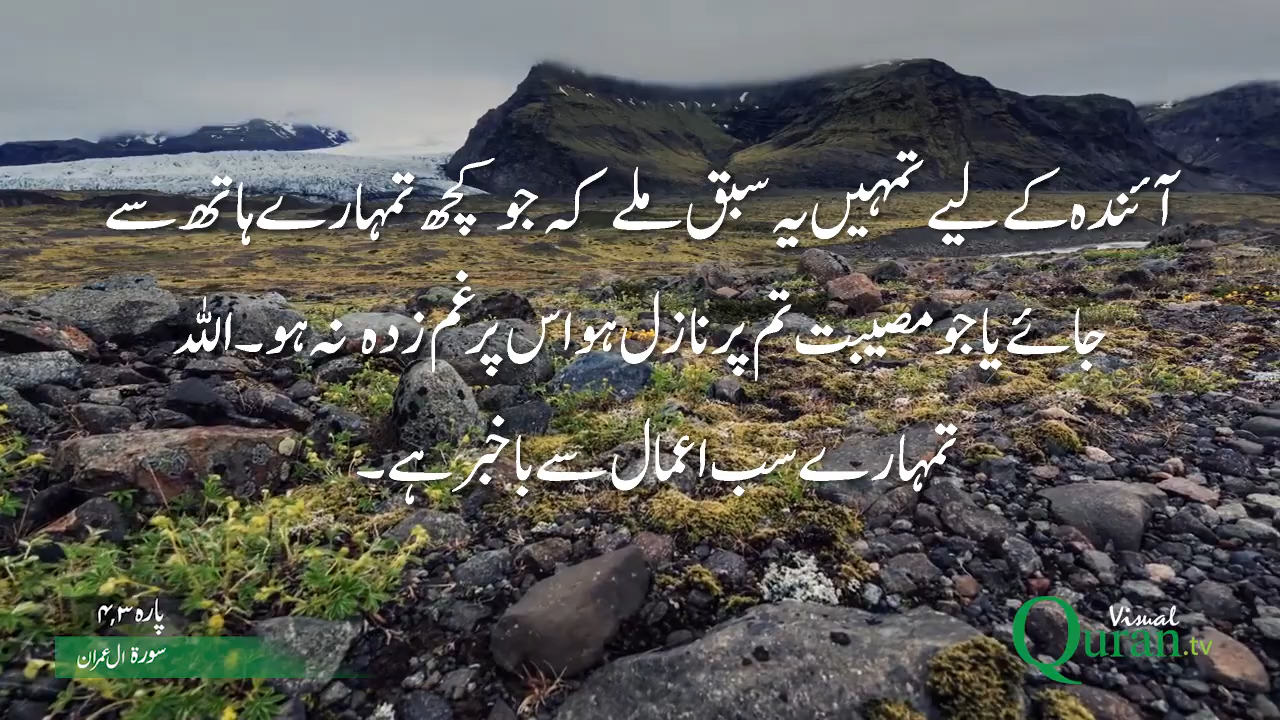 آئندہ کے لیے تمہیں یہ سبق ملے کہ جو کچھ تمہارے ہاتھ سے
جائے یا جو مصیبت تم پر نازل ہو اس پر غم زدہ نہ ہو۔ اللہ
تمہارے سب اعمال سے باخبر ہے۔
پارہ ۳,۴
سورۃ ال عمران
Visual
Quran.tv